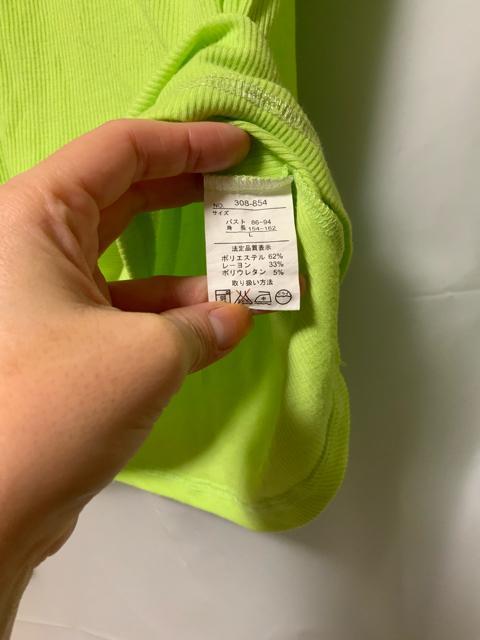 NO. 308-854
サイズ
バスト 86-94
身長 154-162
L
法定品質表示
ポリエステル 62%
レーヨン 33%
ポリウレタン 5%
取り扱い方法